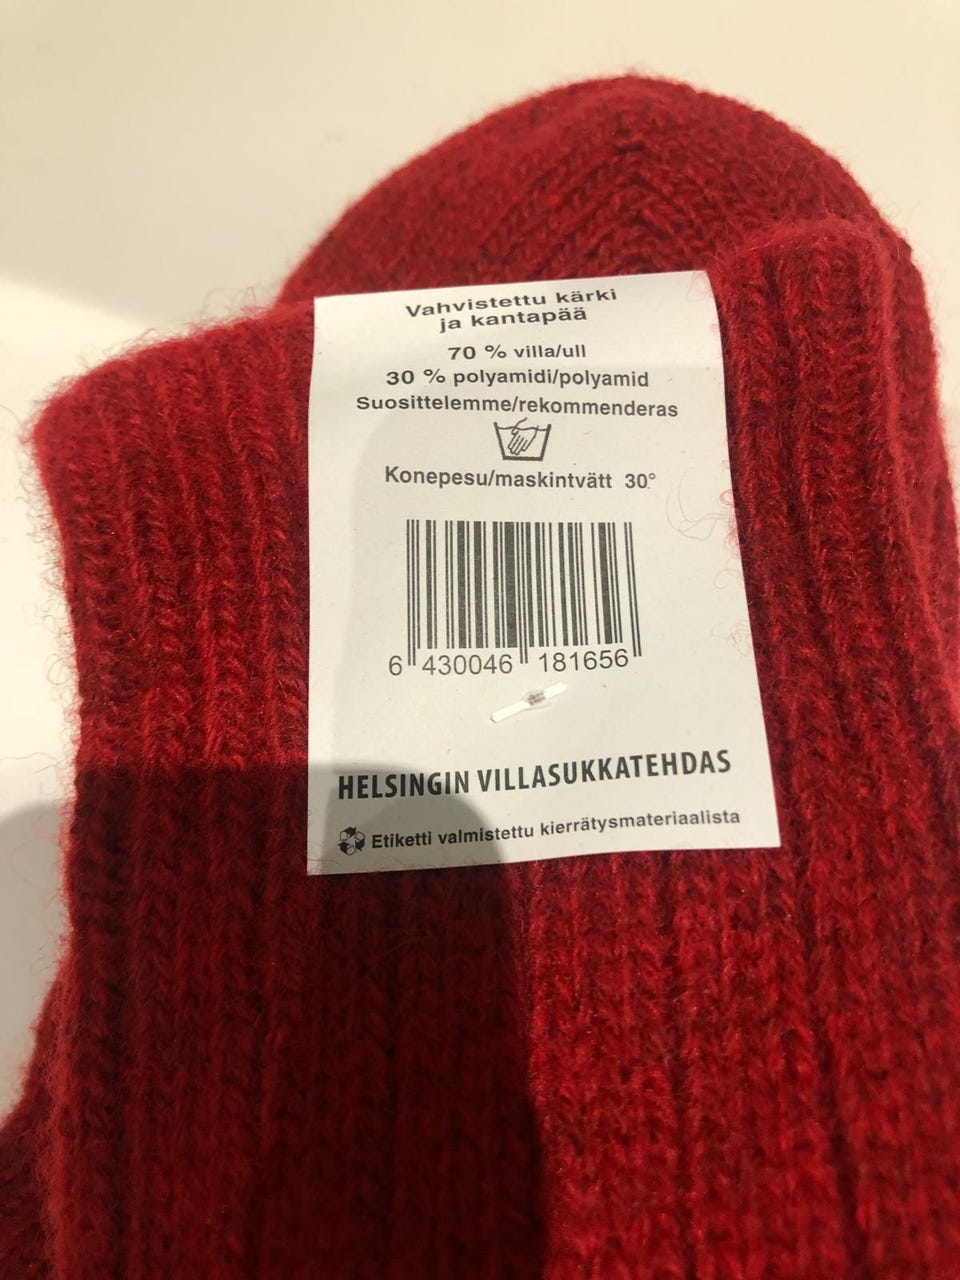 Vahvistettu kärki
ja kantapää
70 % villa/ull
30 % polyamidi/polyamid
Suosittelemme/rekommenderas
Konepesu/maskintvätt 30°
6 430046 181656
HELSINGIN VILLASUKKATEHDAS
Etiketti valmistettu kierrätysmateriaalista